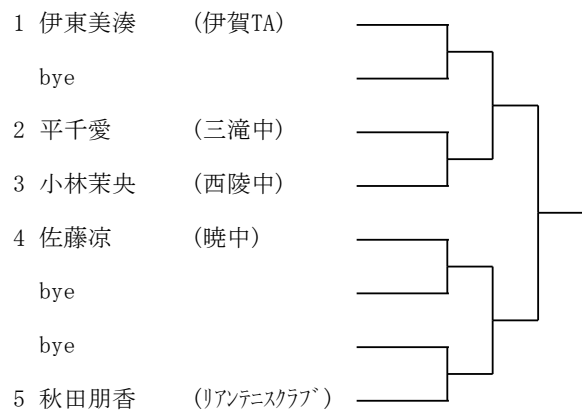 1 伊東美湊 (伊賀TA)
bye
2 平千愛 (三滝中)
3 小林茉央 (西陵中)
4 佐藤凉 (暁中)
bye
bye
5 秋田朋香 (ﾘｱﾝﾃﾆｽｸﾗﾌﾞ)